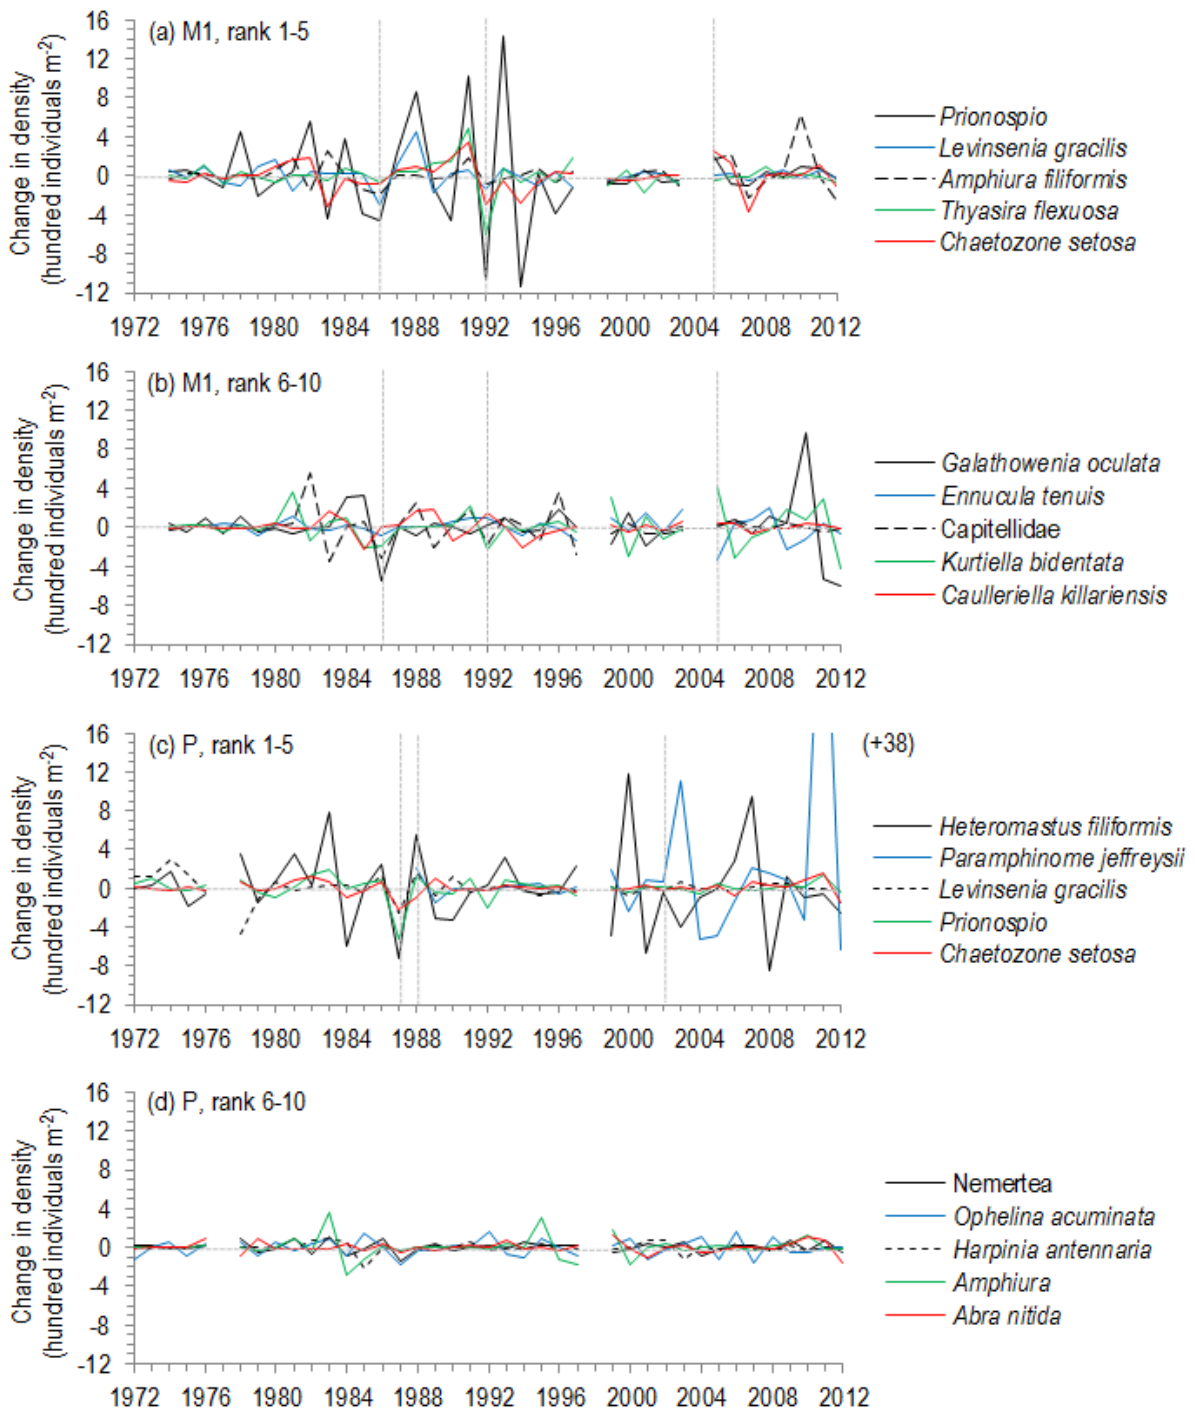 (a) M1, rank 1-5
Change in density
(hundred individuals m-2)
16
12
8
4
0
-4
-8
-12
1972 1976 1980 1984 1988 1992 1996 2000 2004 2008 2012
Prionospio
Levinsenia gracilis
Amphiura filiformis
Thyasira flexuosa
Chaetozone setosa
(b) M1, rank 6-10
Change in density
(hundred individuals m-2)
16
12
8
4
0
-4
-8
-12
1972 1976 1980 1984 1988 1992 1996 2000 2004 2008 2012
Galathowenia oculata
Ennucula tenuis
Capitellidae
Kurtiella bidentata
Caulleriella killariensis
(c) P, rank 1-5
(+38)
Change in density
(hundred individuals m-2)
16
12
8
4
0
-4
-8
-12
1972 1976 1980 1984 1988 1992 1996 2000 2004 2008 2012
Heteromastus filiformis
Paramphinome jeffreysii
Levinsenia gracilis
Prionospio
Chaetozone setosa
(d) P, rank 6-10
Change in density
(hundred individuals m-2)
16
12
8
4
0
-4
-8
-12
1972 1976 1980 1984 1988 1992 1996 2000 2004 2008 2012
Nemertea
Ophelina acuminata
Harpinia antennaria
Amphiura
Abra nitida